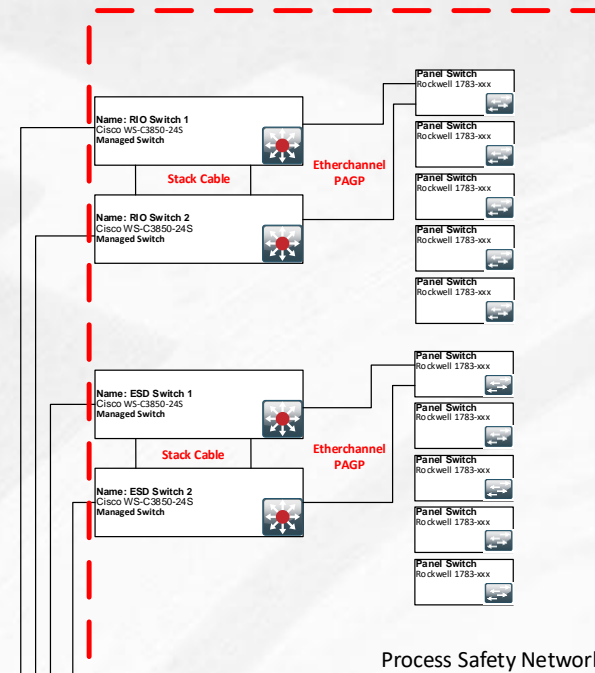 Panel Switch
Rockwell 1783-xxx
Name: RIO Switch 1
Cisco WS-C3850-24S
Managed Switch
Panel Switch
Rockwell 1783-xxx
Etherchannel
PAGP
Stack Cable
Panel Switch
Rockwell 1783-xxx
Name: RIO Switch 2
Cisco WS-C3850-24S
Managed Switch
Panel Switch
Rockwell 1783-xxx
Panel Switch
Rockwell 1783-xxx
Panel Switch
Rockwell 1783-xxx
Name: ESD Switch 1
Cisco WS-C3850-24S
Managed Switch
Panel Switch
Rockwell 1783-xxx
Etherchannel
PAGP
Stack Cable
Panel Switch
Rockwell 1783-xxx
Name: ESD Switch 2
Cisco WS-C3850-24S
Managed Switch
Panel Switch
Rockwell 1783-xxx
Panel Switch
Rockwell 1783-xxx
Process Safety Network